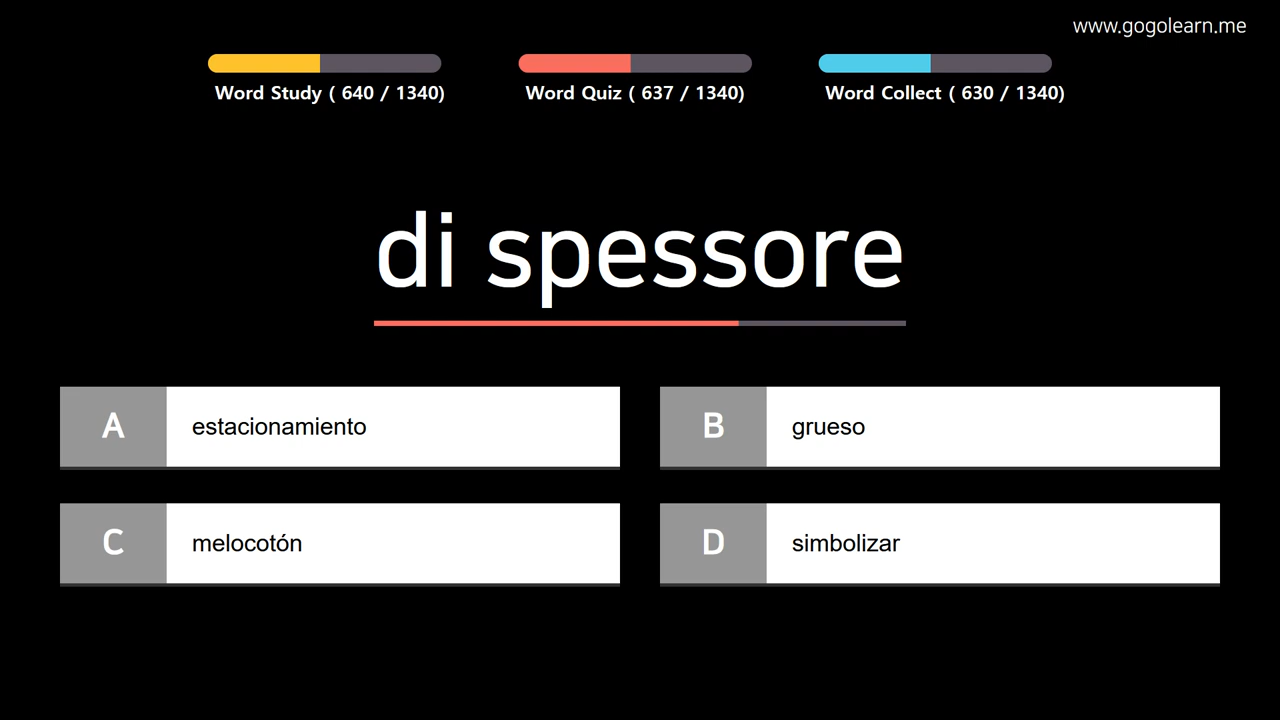 www.gogolearn.me
Word Study ( 640 / 1340)
Word Quiz ( 637 / 1340)
Word Collect ( 630 / 1340)
di spessore
A estacionamiento
B grueso
C melocotón
D simbolizar